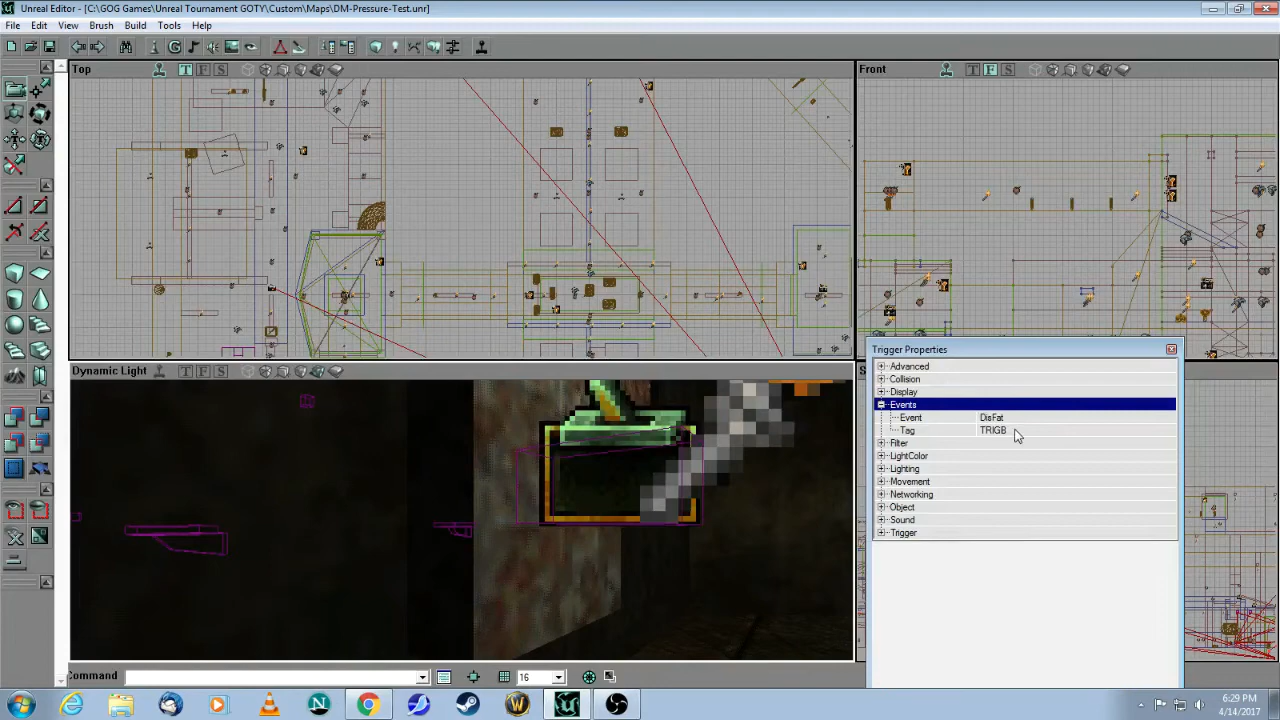 Unreal Editor - [C:\GOG Games\Unreal Tournament GOTY\Custom\Maps\DM-Pressure-Test.unr]
File Edit View Brush Build Tools Help
Top T F S
Front T F S
Dynamic Light T F S
Trigger Properties
Advanced
Collision
Display
Events
Event DisFat
Tag TRIGB
Filter
LightColor
Lighting
Movement
Networking
Object
Sound
Trigger
Command 16
6:29 PM
4/14/2017